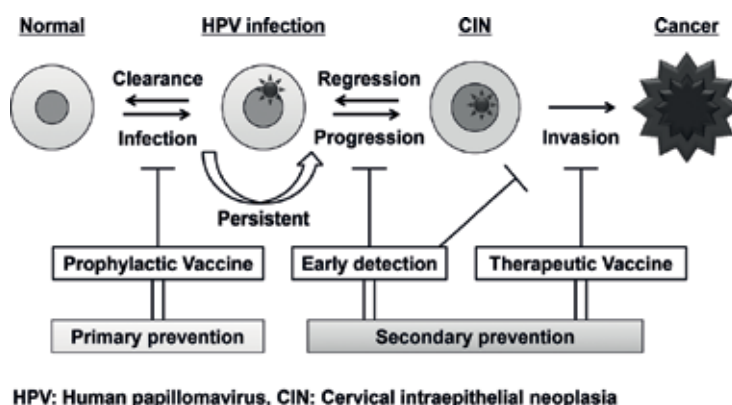 Normal HPV infection CIN Cancer
Clearance Regression
Infection Progression Invasion
Persistent
Prophylactic Vaccine Early detection Therapeutic Vaccine
Primary prevention Secondary prevention
HPV: Human papillomavirus, CIN: Cervical intraepithelial neoplasia